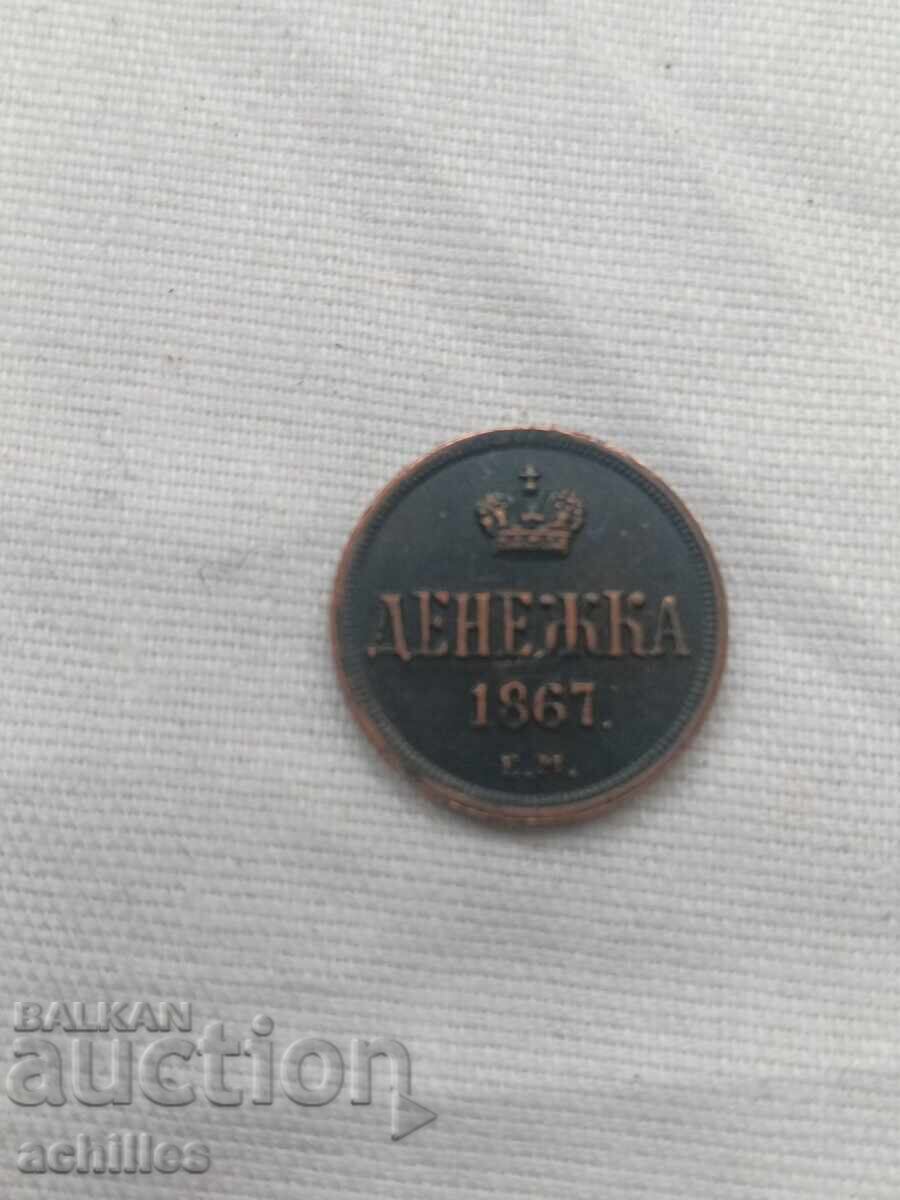 ДЕНЕЖКА
1867.
Е.М.
BALKAN
auction
achilles